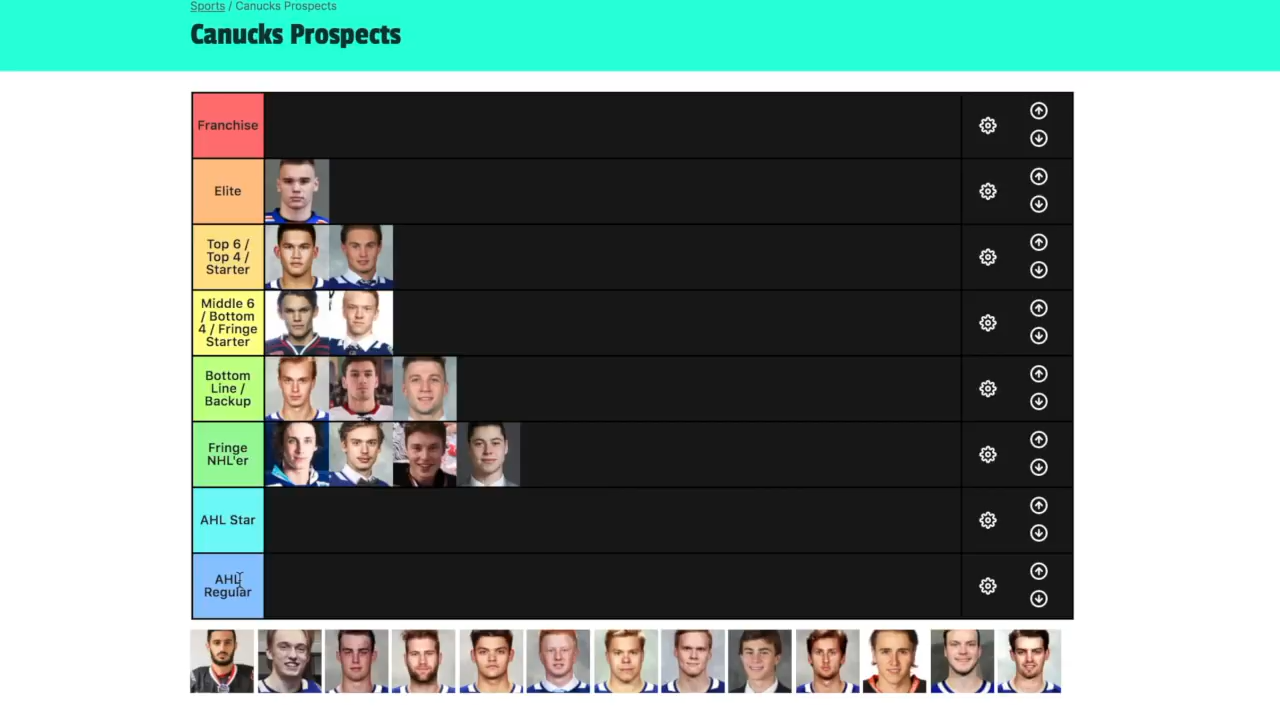 Sports / Canucks Prospects
Canucks Prospects
Franchise
Elite
Top 6 /
Top 4 /
Starter
Middle 6
/ Bottom
4 / Fringe
Starter
Bottom
Line /
Backup
Fringe
NHL'er
AHL Star
AHL
Regular